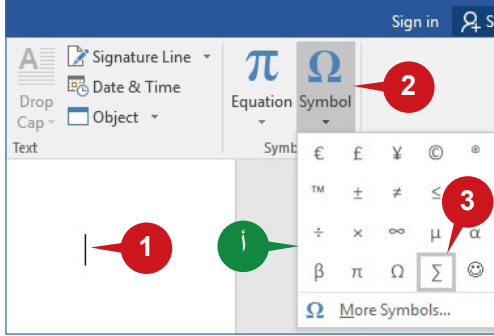 Sign in S
A Signature Line
π Ω
Date & Time
Drop Cap
Equation Symbol
Object
2
Text
Symb
€ £ ¥ © ®
™ ± ≠ ≤
3
÷ × ∞ µ α
1
أ
β π Ω Σ ☺
Ω More Symbols...